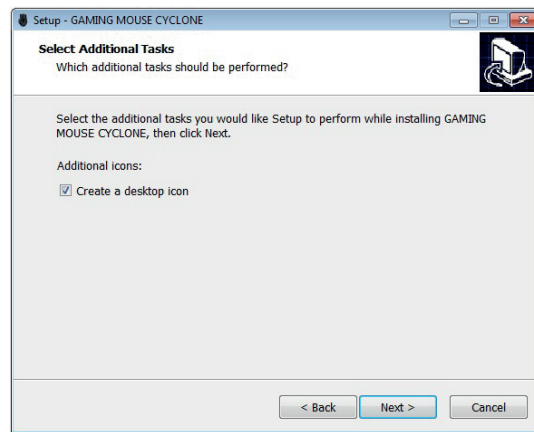 Setup - GAMING MOUSE CYCLONE
Select Additional Tasks
Which additional tasks should be performed?
Select the additional tasks you would like Setup to perform while installing GAMING
MOUSE CYCLONE, then click Next.
Additional icons:
Create a desktop icon
< Back
Next >
Cancel